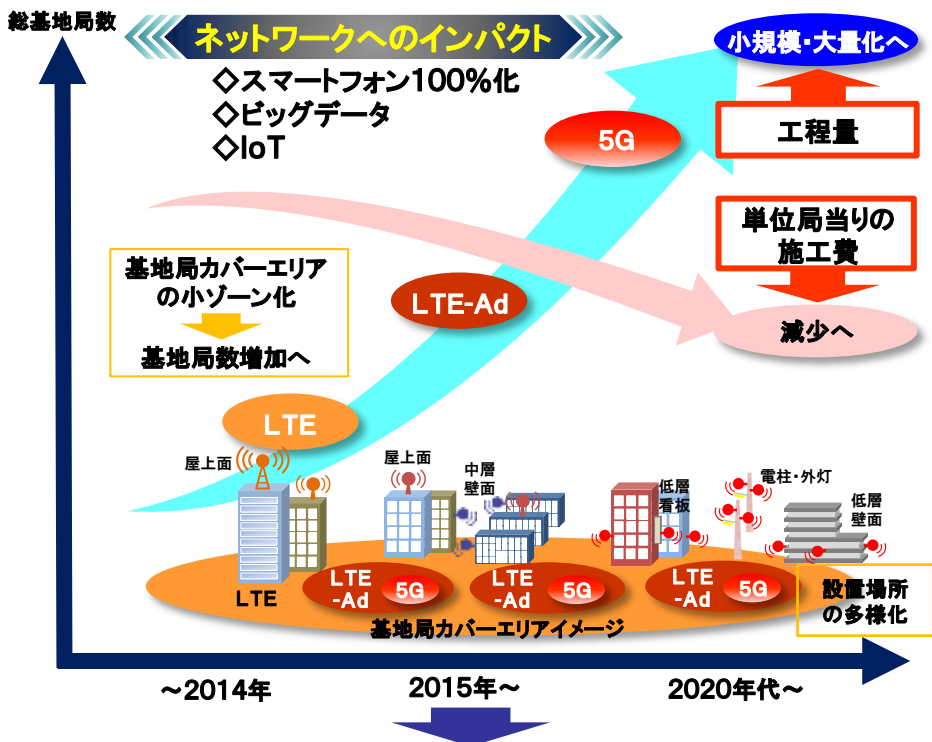 総基地局数
ネットワークへのインパクト
◇スマートフォン100%化
◇ビッグデータ
◇IoT
小規模・大量化へ
工程量
5G
単位局当りの
施工費
減少へ
基地局カバーエリア
の小ゾーン化
基地局数増加へ
LTE-Ad
LTE
屋上面
屋上面
中層
壁面
低層
看板
電柱・外灯
低層
壁面
LTE
LTE
-Ad
5G
LTE
-Ad
5G
LTE
-Ad
5G
設置場所
の多様化
基地局カバーエリアイメージ
~2014年
2015年~
2020年代~